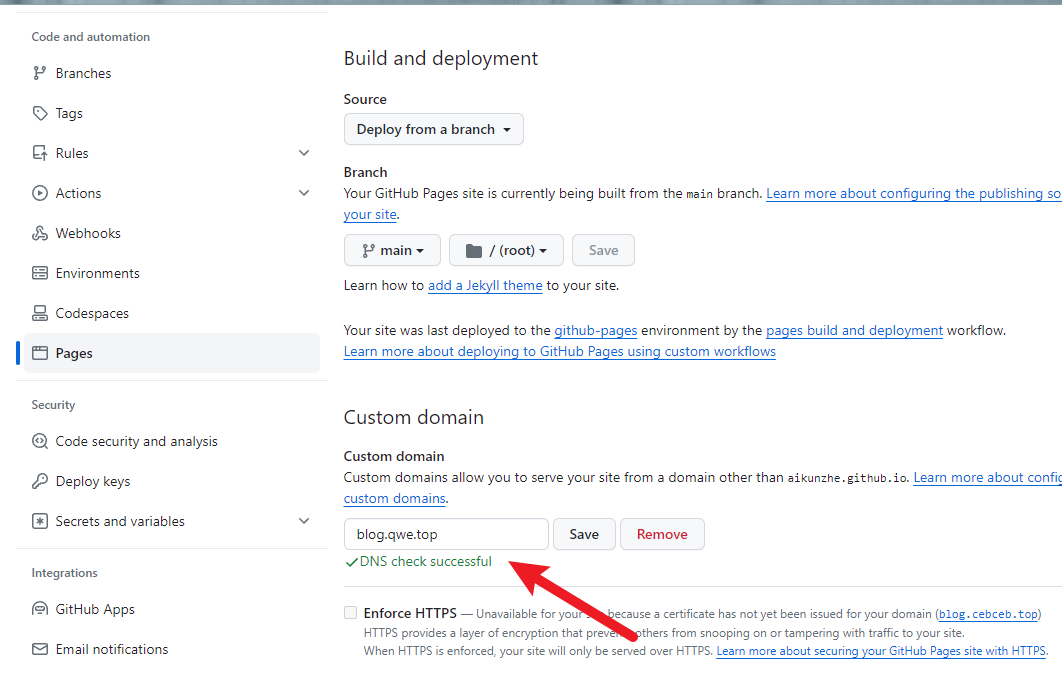 Code and automation
Branches
Tags
Rules
Actions
Webhooks
Environments
Codespaces
Pages
Security
Code security and analysis
Deploy keys
Secrets and variables
Integrations
GitHub Apps
Email notifications
Build and deployment
Source
Deploy from a branch
Branch
Your GitHub Pages site is currently being built from the main branch. Learn more about configuring the publishing so
your site.
main / (root) Save
Learn how to add a Jekyll theme to your site.
Your site was last deployed to the github-pages environment by the pages build and deployment workflow.
Learn more about deploying to GitHub Pages using custom workflows
Custom domain
Custom domain
Custom domains allow you to serve your site from a domain other than aikunzhe.github.io. Learn more about config
custom domains.
blog.qwe.top Save Remove
DNS check successful
Enforce HTTPS — Unavailable for your because a certificate has not yet been issued for your domain (blog.cebceb.top)
HTTPS provides a layer of encryption that others from snooping on or tampering with traffic to your site.
When HTTPS is enforced, your site will only be served over HTTPS. Learn more about securing your GitHub Pages site with HTTPS.